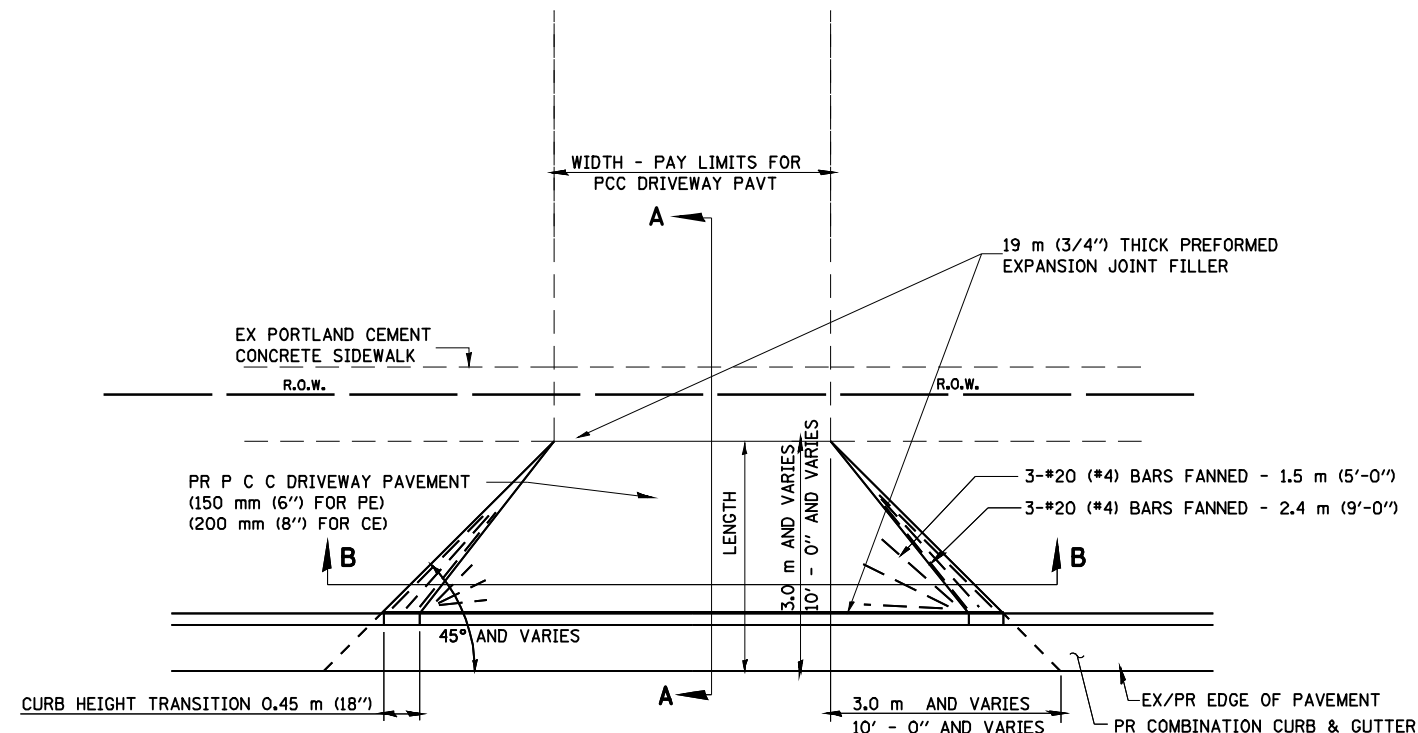 WIDTH - PAY LIMITS FOR
PCC DRIVEWAY PAVT
A
19 m (3/4") THICK PREFORMED
EXPANSION JOINT FILLER
EX PORTLAND CEMENT
CONCRETE SIDEWALK
R.O.W.
R.O.W.
PR P C C DRIVEWAY PAVEMENT
(150 mm (6") FOR PE)
(200 mm (8") FOR CE)
LENGTH
3.0 m AND VARIES
10' - 0" AND VARIES
3-#20 (#4) BARS FANNED - 1.5 m (5'-0")
3-#20 (#4) BARS FANNED - 2.4 m (9'-0")
B
B
45° AND VARIES
CURB HEIGHT TRANSITION 0.45 m (18")
A
3.0 m AND VARIES
10' - 0" AND VARIES
EX/PR EDGE OF PAVEMENT
PR COMBINATION CURB & GUTTER